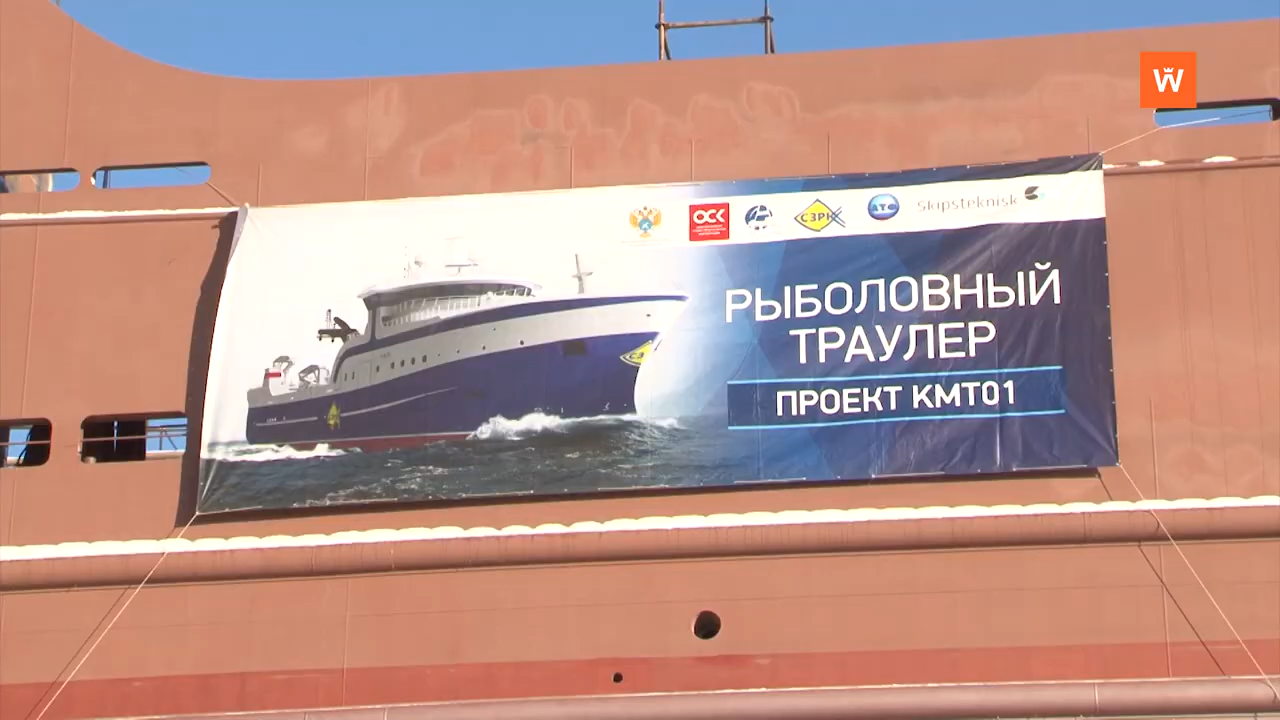 W
ОСК
СЗРК
АТС
Skipsteknisk
РЫБОЛОВНЫЙ
ТРАУЛЕР
ПРОЕКТ КМТ01